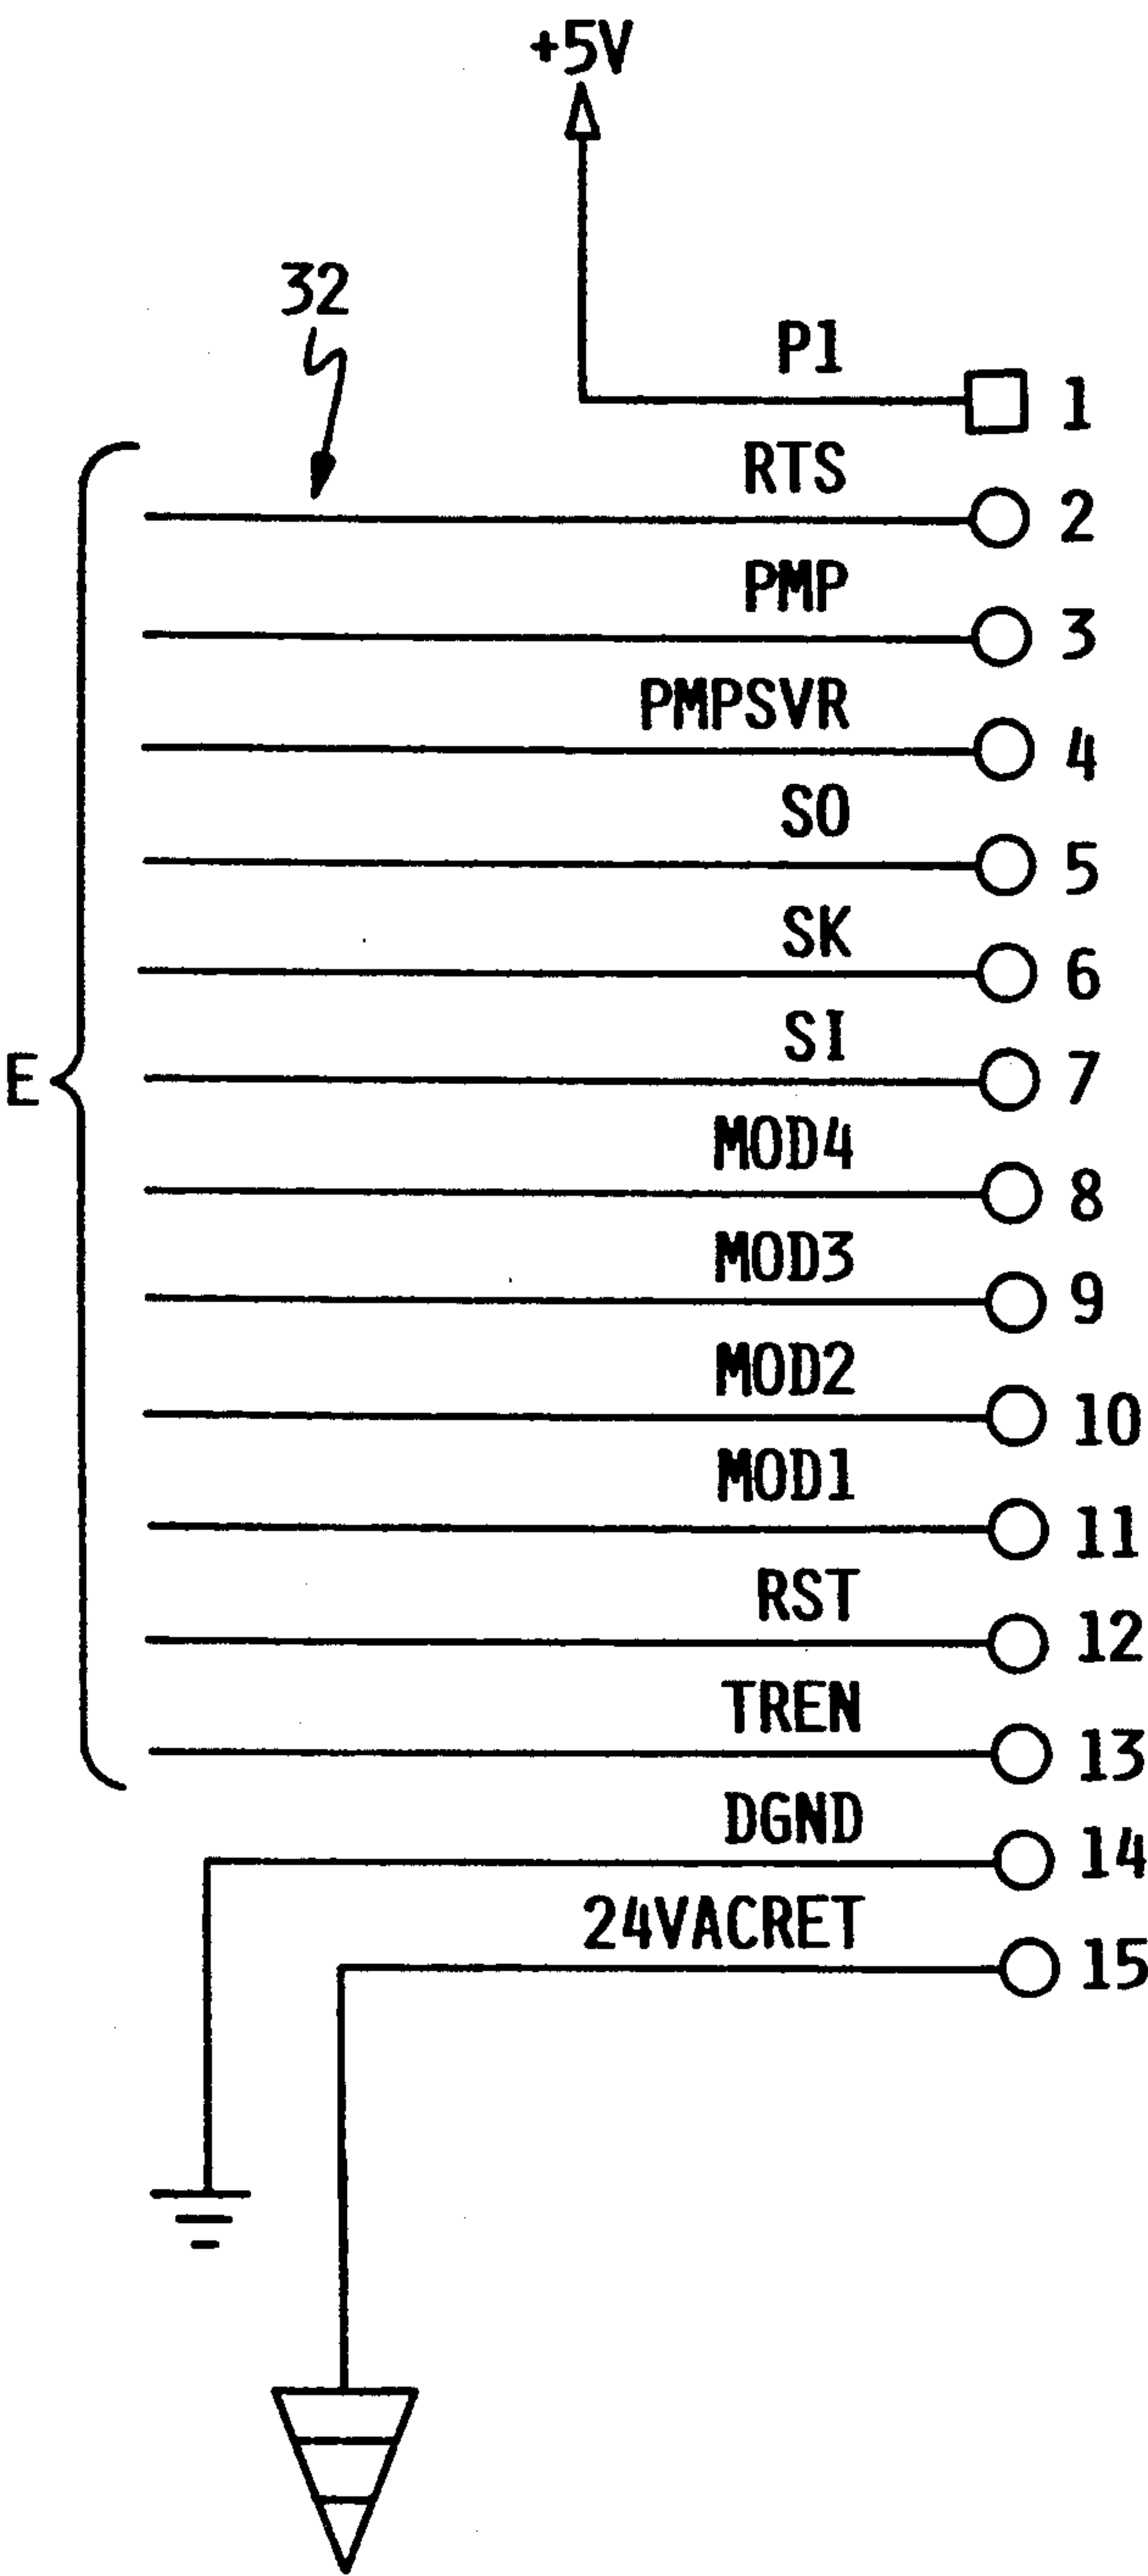 +5V
32
P1 1
RTS 2
PMP 3
PMPSVR 4
SO 5
SK 6
SI 7
E
MOD4 8
MOD3 9
MOD2 10
MOD1 11
RST 12
TREN 13
DGND 14
24VACRET 15